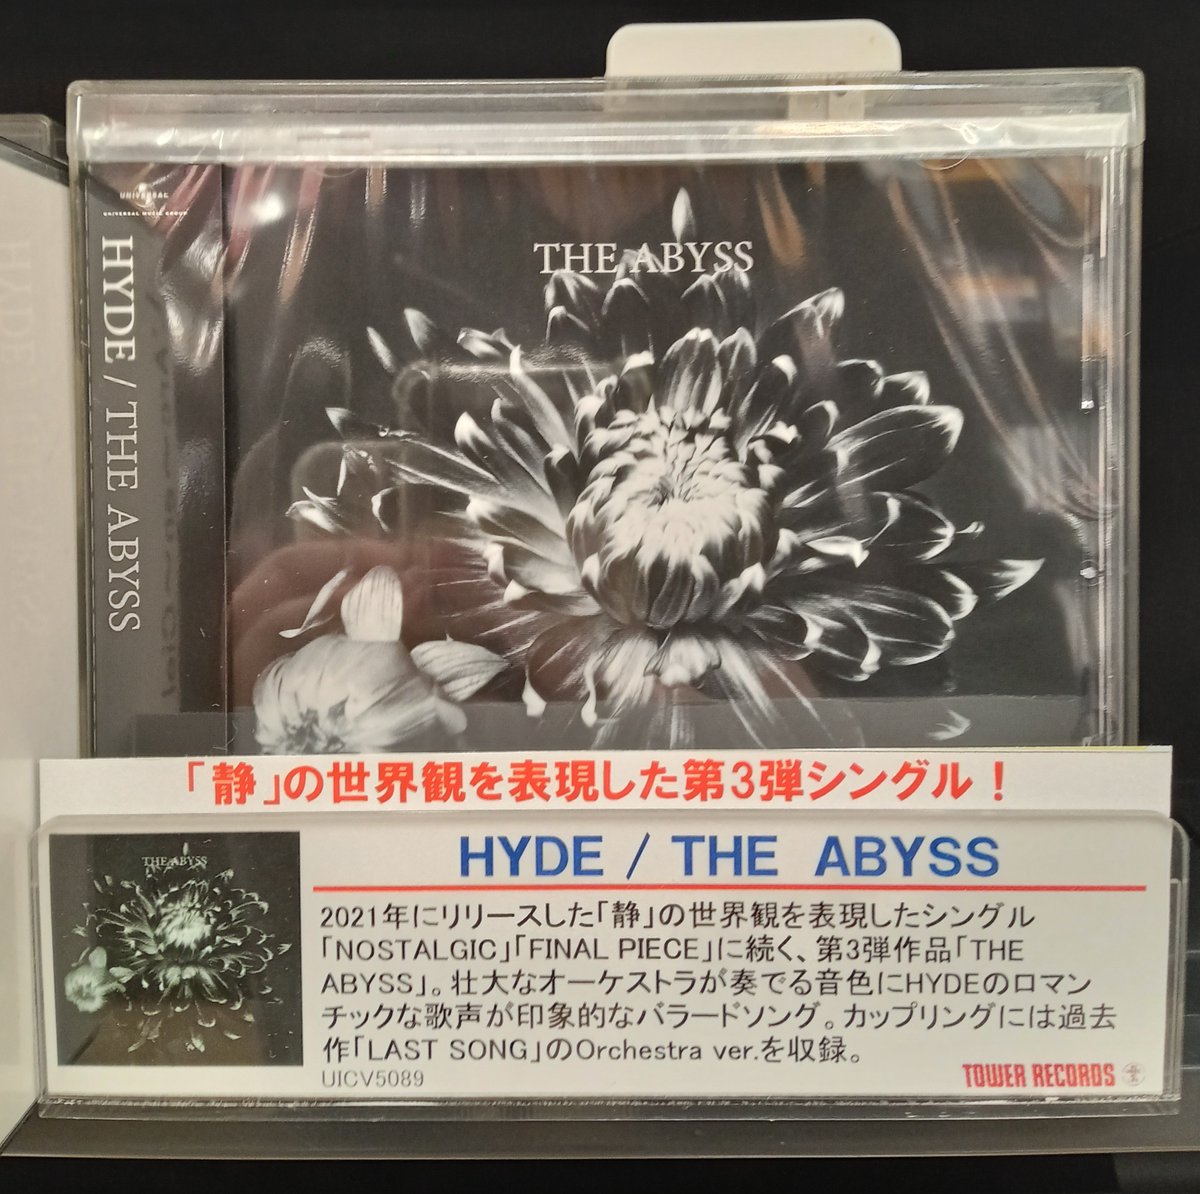 UNIVERSAL
UNIVERSAL MUSIC GROUP
HYDE / THE ABYSS
THE ABYSS
「静」の世界観を表現した第3弾シングル！
THE ABYSS
HYDE / THE ABYSS
2021年にリリースした「静」の世界観を表現したシングル
「NOSTALGIC」「FINAL PIECE」に続く、第3弾作品「THE
ABYSS」。壮大なオーケストラが奏でる音色にHYDEのロマン
チックな歌声が印象的なバラードソング。カップリングには過去
作「LAST SONG」のOrchestra ver.を収録。
UICV5089
TOWER RECORDS